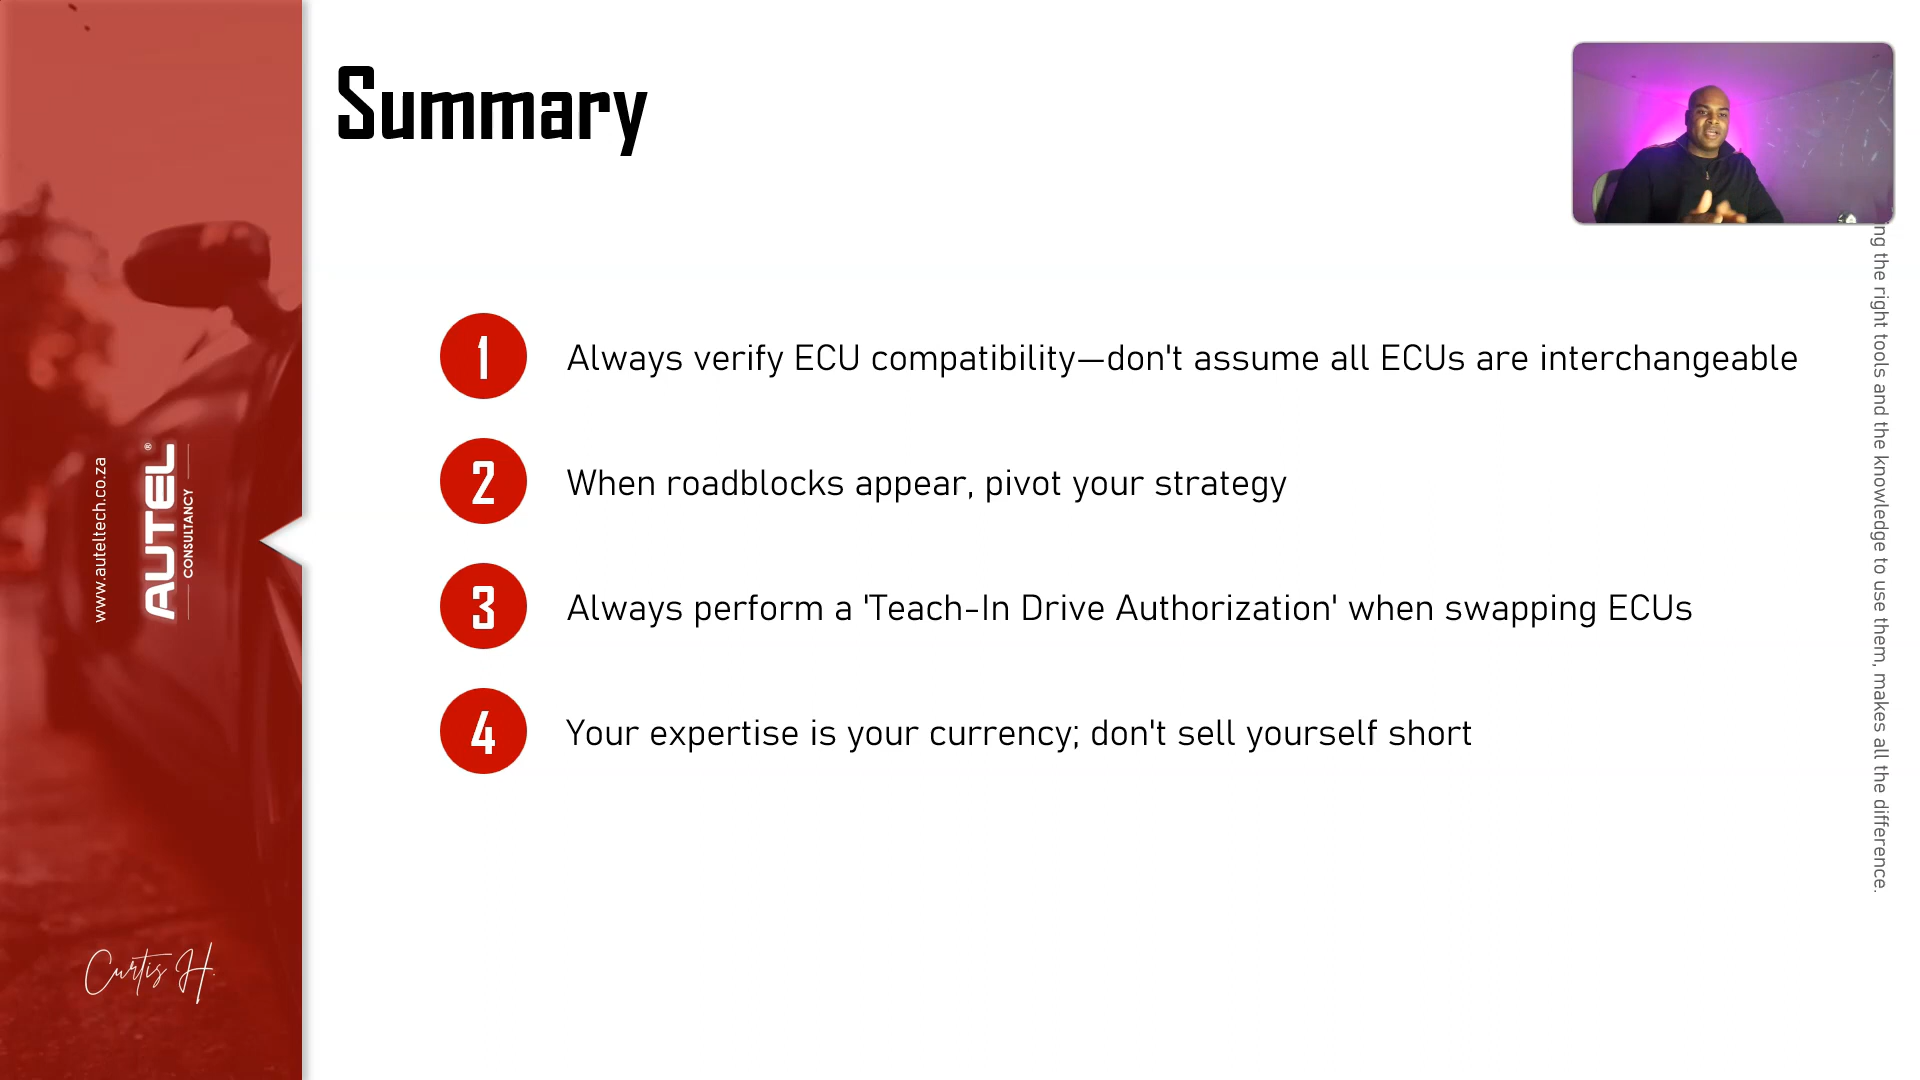 Summary
1
Always verify ECU compatibility—don't assume all ECUs are interchangeable
2
When roadblocks appear, pivot your strategy
3
Always perform a 'Teach-In Drive Authorization' when swapping ECUs
4
Your expertise is your currency; don't sell yourself short
www.auteltech.co.za
AUTEL®
CONSULTANCY
Curtis H.
the right tools and the knowledge to use them, makes all the difference.